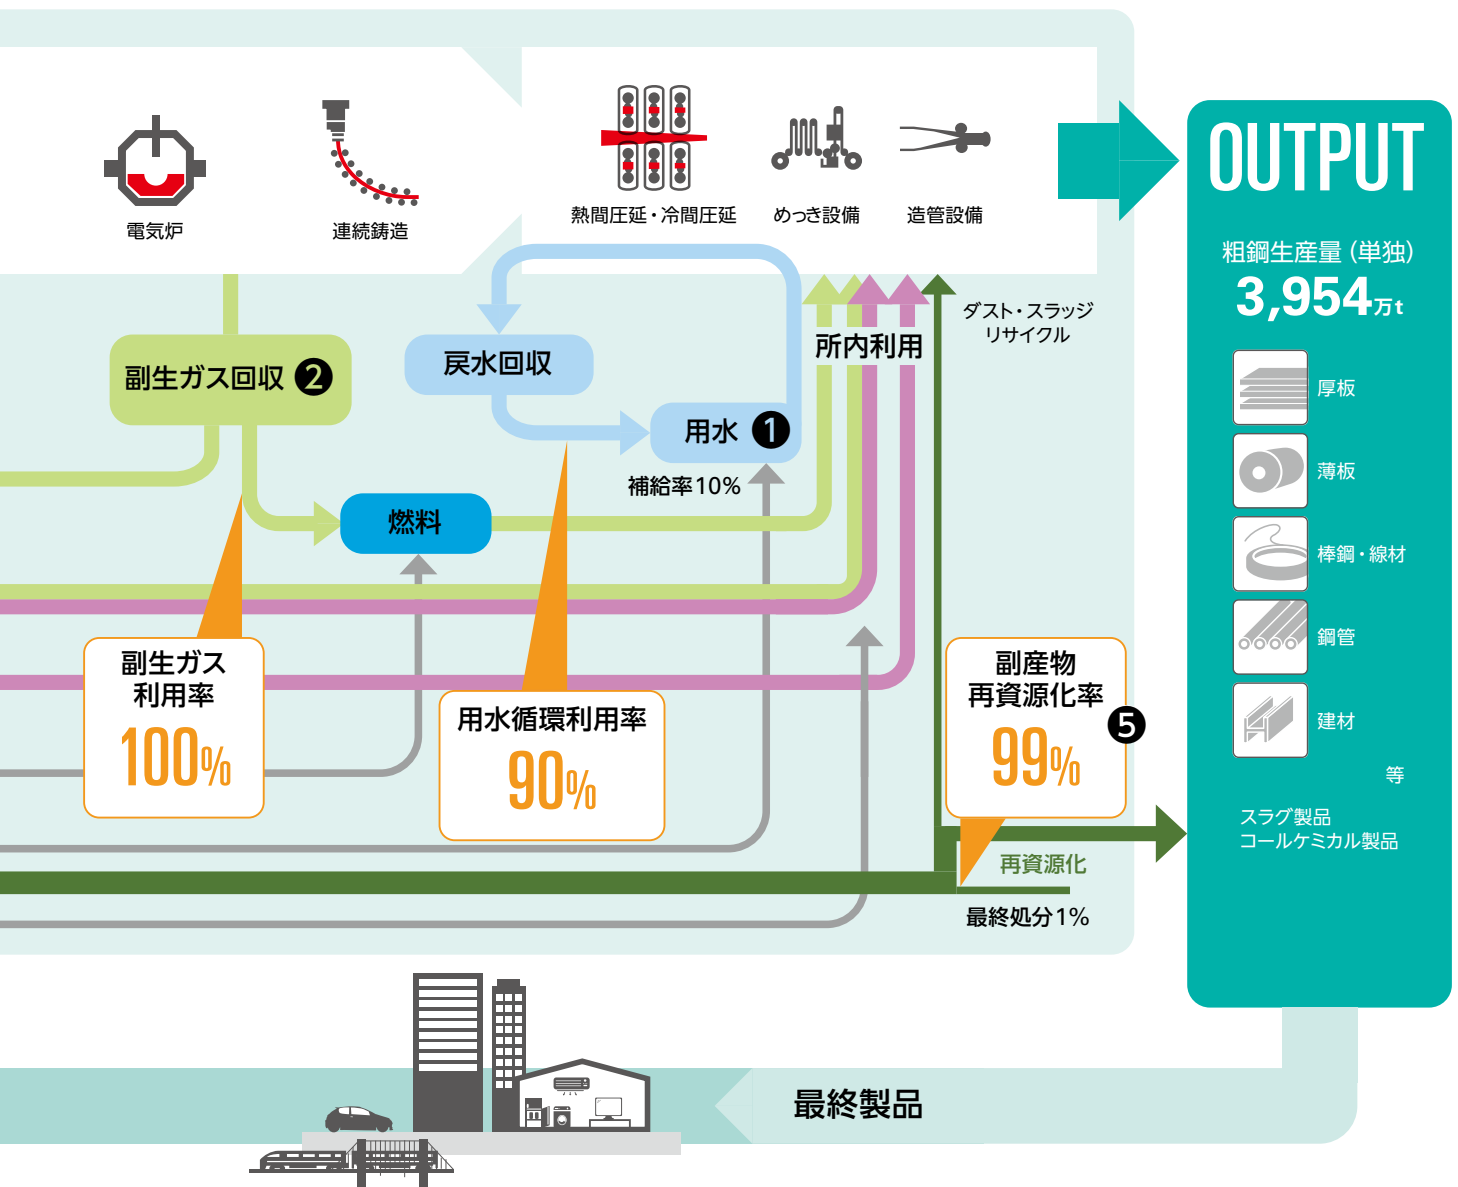 電気炉
連続鋳造
熱間圧延・冷間圧延
めっき設備
造管設備
副生ガス回収 ❷
戻水回収
用水 ❶
補給率10%
燃料
所内利用
ダスト・スラッジ
リサイクル
副生ガス
利用率
100%
用水循環利用率
90%
副産物
再資源化率
❺
99%
再資源化
最終処分1%
OUTPUT
粗鋼生産量（単独）
3,954万t
厚板
薄板
棒鋼・線材
鋼管
建材
等
スラグ製品
コールケミカル製品
最終製品